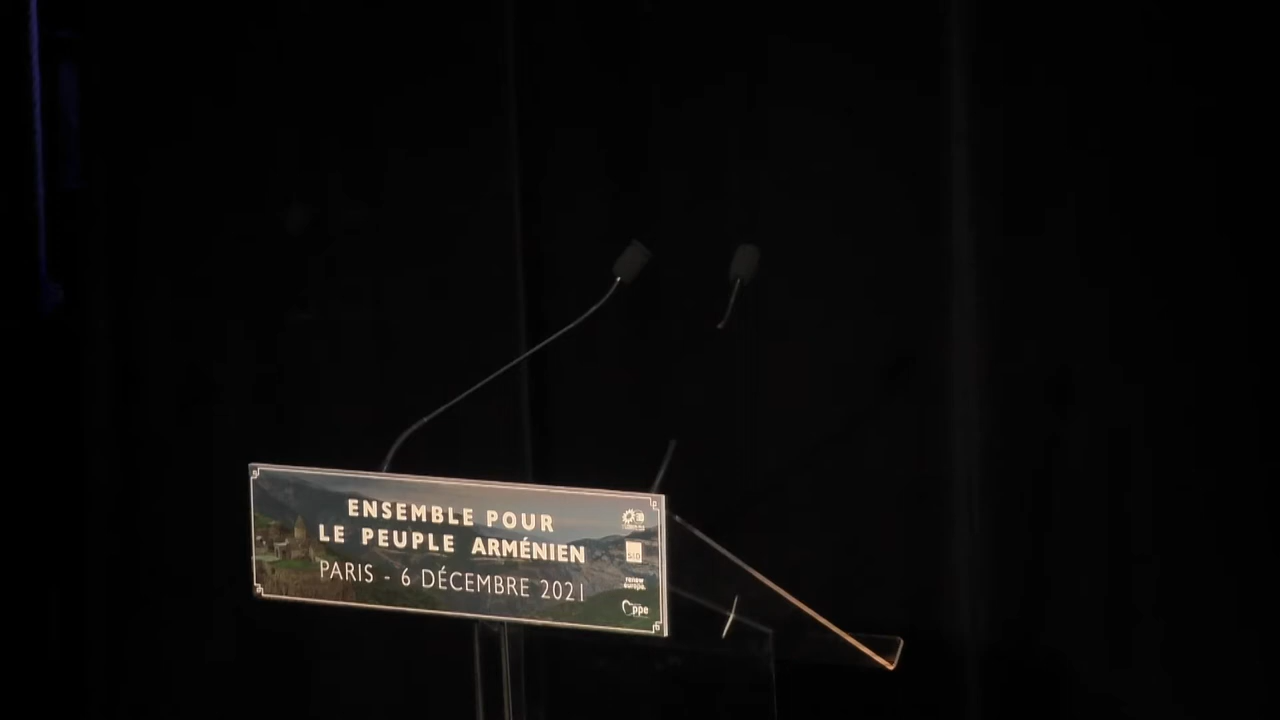 ENSEMBLE POUR
LE PEUPLE ARMÉNIEN
PARIS - 6 DÉCEMBRE 2021
S&D
renew
europe.
ppe